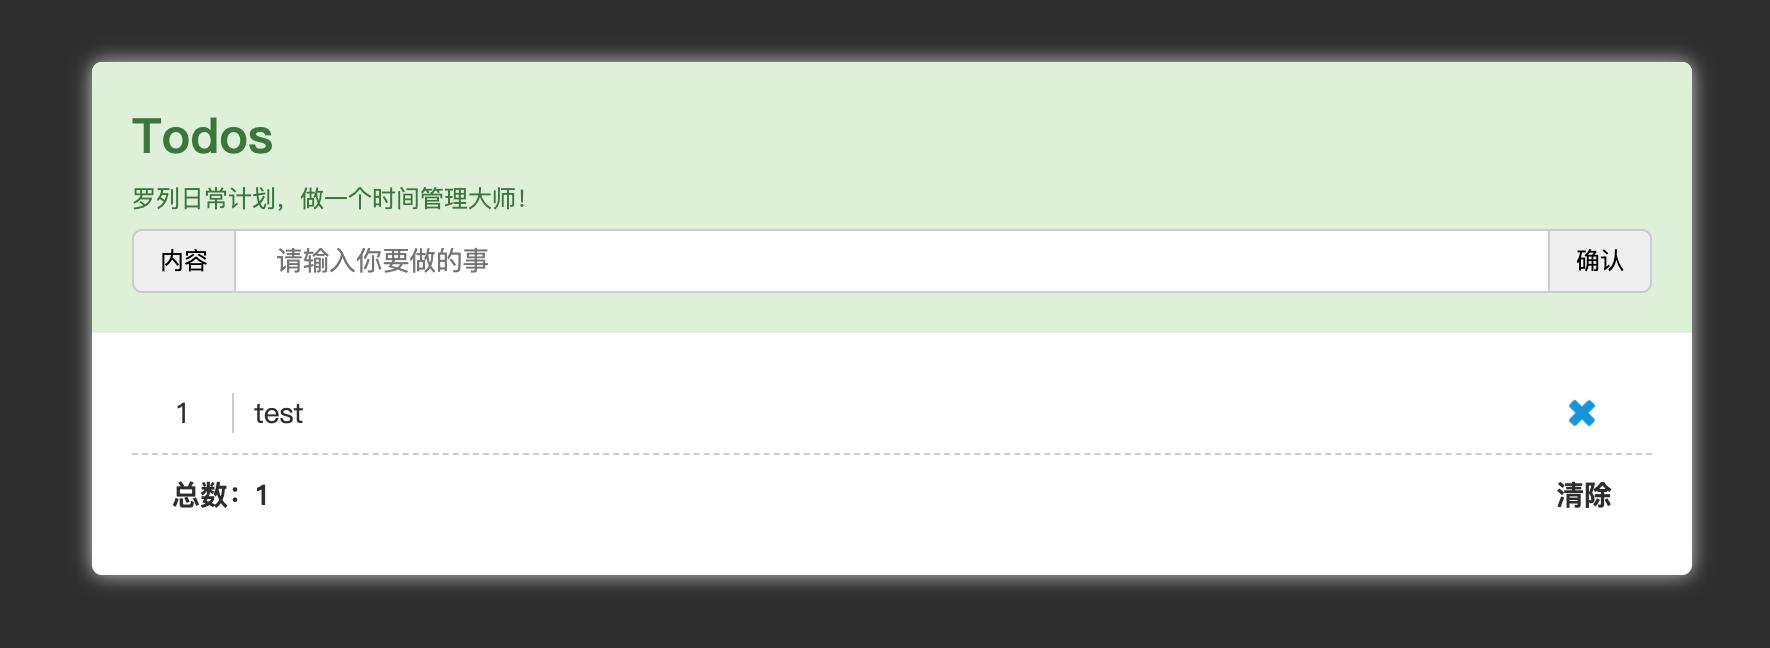 Todos
罗列日常计划，做一个时间管理大师！
内容 请输入你要做的事 确认
1 test
总数：1 清除